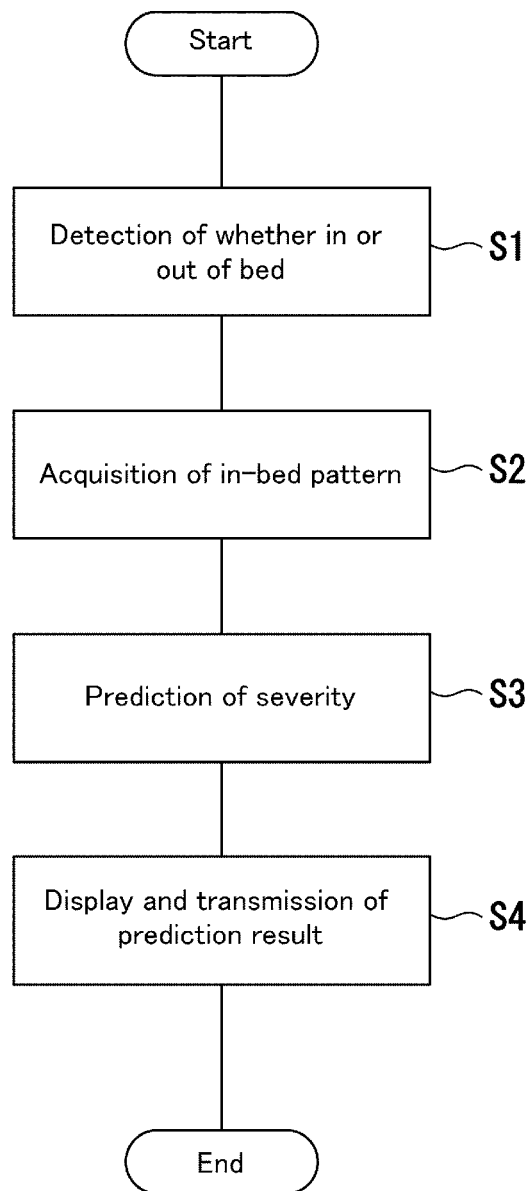 Start
Detection of whether in or
out of bed
S1
Acquisition of in-bed pattern
S2
Prediction of severity
S3
Display and transmission of
prediction result
S4
End